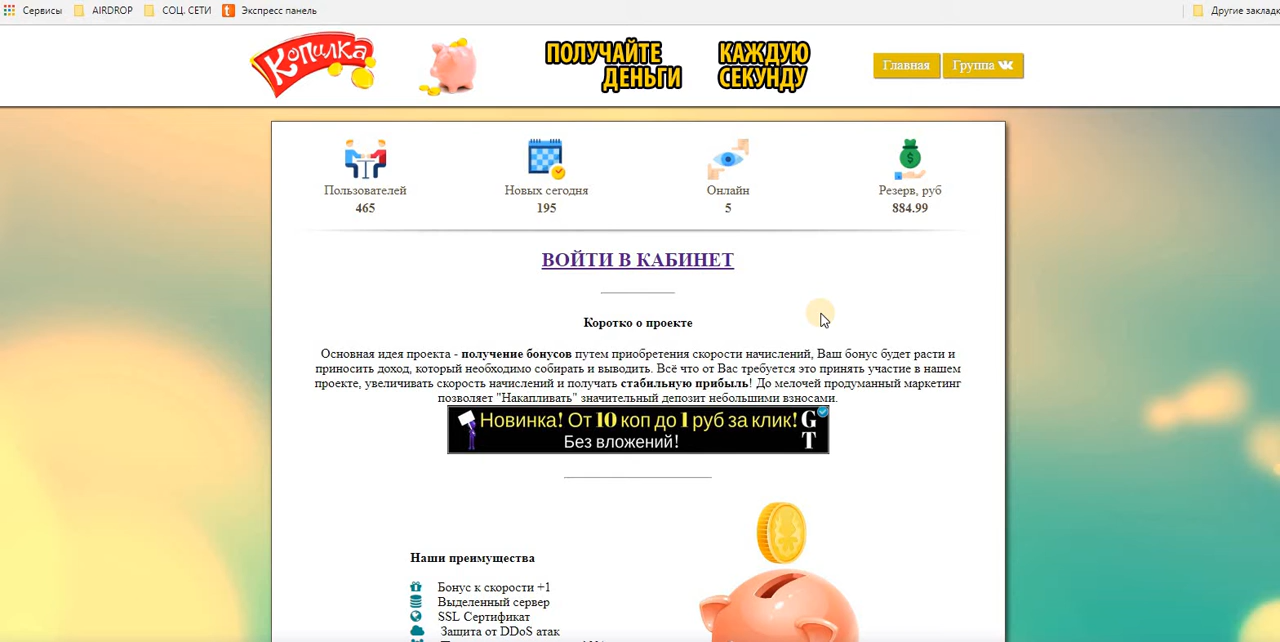 Сервисы AIRDROP СОЦ. СЕТИ Экспресс панель Другие закладк
Копилка
ПОЛУЧАЙТЕ КАЖДУЮ
ДЕНЬГИ СЕКУНДУ
Главная Группа
Пользователей Новых сегодня Онлайн Резерв, руб
465 195 5 884.99
ВОЙТИ В КАБИНЕТ
Коротко о проекте
Основная идея проекта - получение бонусов путем приобретения скорости начислений, Ваш бонус будет расти и
приносить доход, который необходимо собирать и выводить. Всё что от Вас требуется это принять участие в нашем
проекте, увеличивать скорость начислений и получать стабильную прибыль! До мелочей продуманный маркетинг
позволяет "Накапливать" значительный депозит небольшими взносами.
Новинка! От 10 коп до 1 руб за клик! G
Без вложений! T
Наши преимущества
Бонус к скорости +1
Выделенный сервер
SSL Сертификат
Защита от DDoS атак